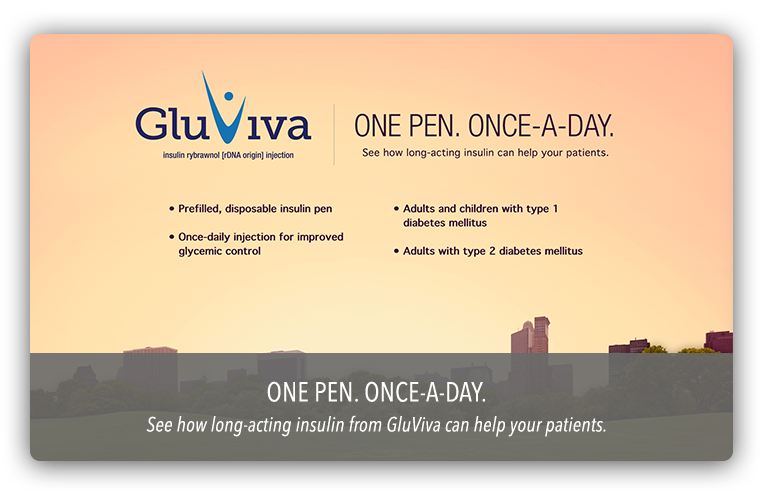 GluViva
insulin rybrawnol [rDNA origin] injection
ONE PEN. ONCE-A-DAY.
See how long-acting insulin can help your patients.
• Prefilled, disposable insulin pen
• Once-daily injection for improved
glycemic control
• Adults and children with type 1
diabetes mellitus
• Adults with type 2 diabetes mellitus
ONE PEN. ONCE-A-DAY.
See how long-acting insulin from GluViva can help your patients.